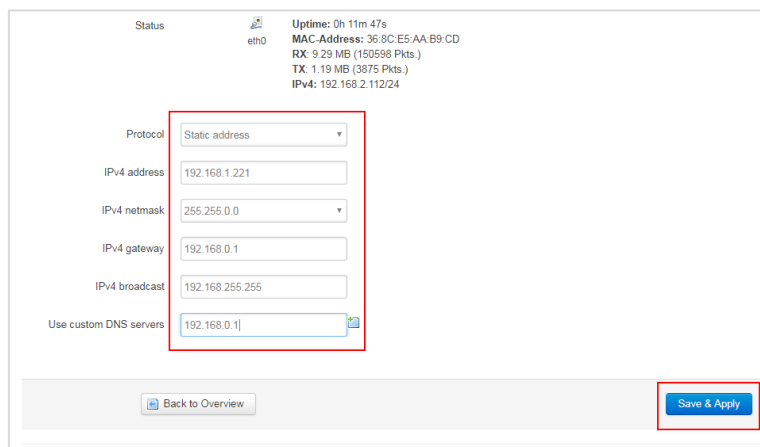 Status
eth0
Uptime: 0h 11m 47s
MAC-Address: 36:8C:E5:AA:B9:CD
RX: 9.29 MB (150598 Pkts.)
TX: 1.19 MB (3875 Pkts.)
IPv4: 192.168.2.112/24
Protocol Static address
IPv4 address 192.168.1.221
IPv4 netmask 255.255.0.0
IPv4 gateway 192.168.0.1
IPv4 broadcast 192.168.255.255
Use custom DNS servers 192.168.0.1
Back to Overview Save & Apply